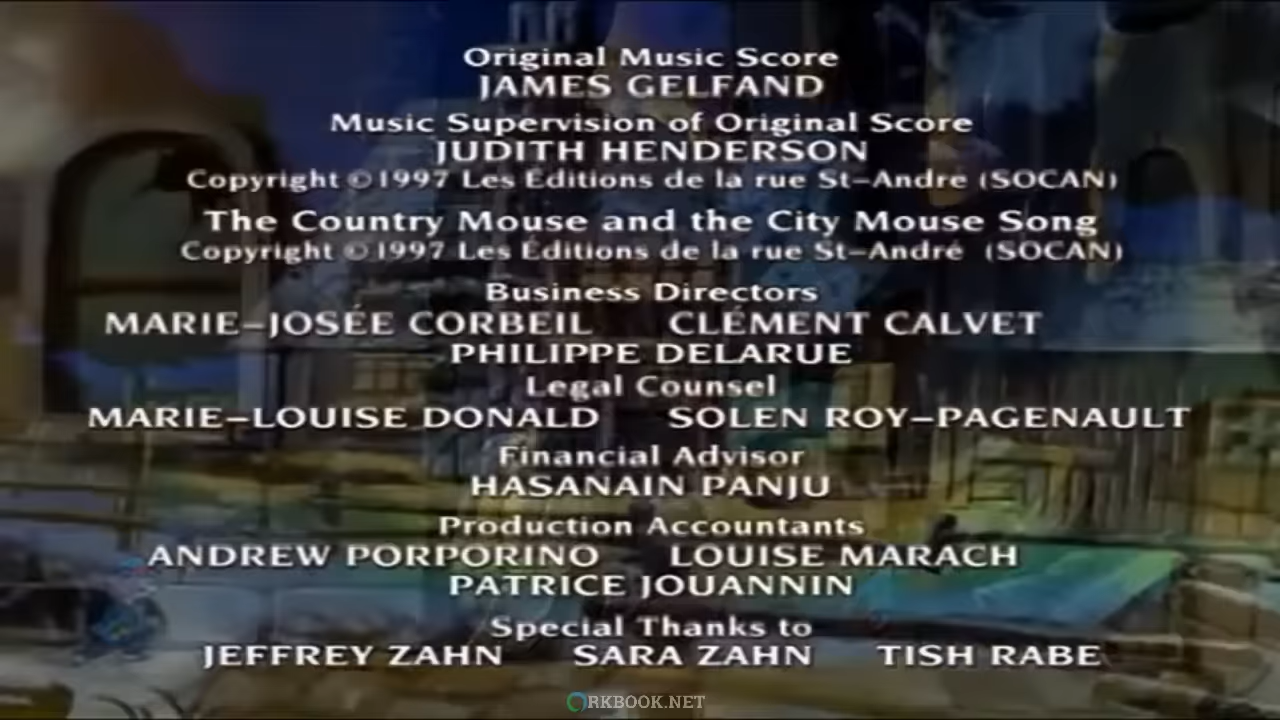 Original Music Score
JAMES GELFAND
Music Supervision of Original Score
JUDITH HENDERSON
Copyright ©1997 Les Éditions de la rue St-Andre (SOCAN)
The Country Mouse and the City Mouse Song
Copyright ©1997 Les Éditions de la rue St-André (SOCAN)
Business Directors
MARIE-JOSÉE CORBEIL CLÉMENT CALVET
PHILIPPE DELARUE
Legal Counsel
MARIE-LOUISE DONALD SOLEN ROY-PAGENAULT
Financial Advisor
HASANAIN PANJU
Production Accountants
ANDREW PORPORINO LOUISE MARACH
PATRICE JOUANNIN
Special Thanks to
JEFFREY ZAHN SARA ZAHN TISH RABE
ORKBOOK.NET